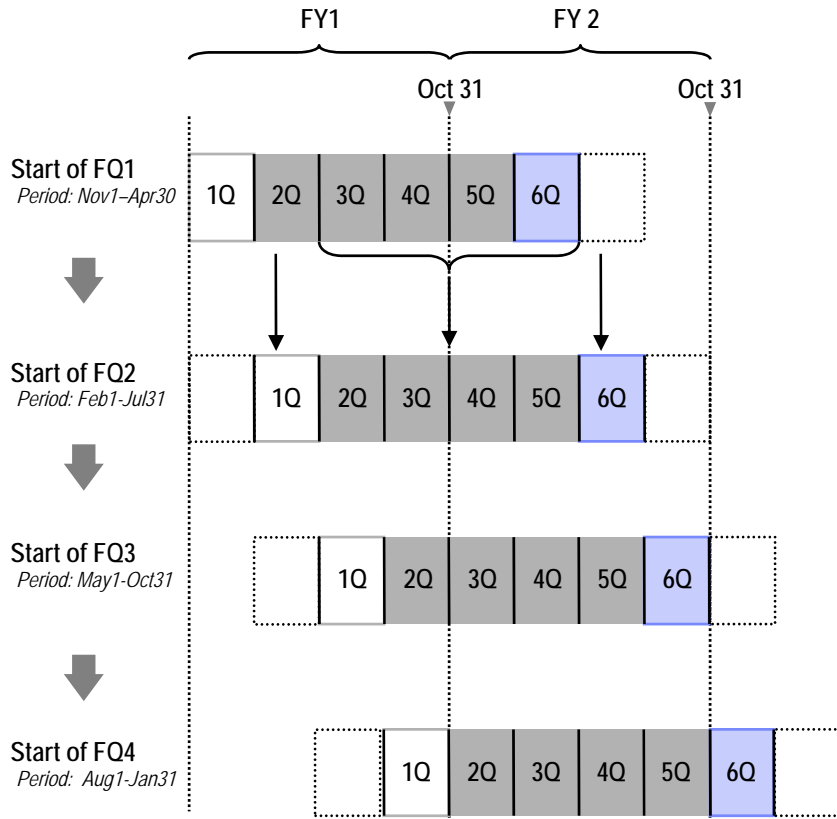 FY1
FY 2
Oct 31
Oct 31
Start of FQ1
Period: Nov1–Apr30
1Q 2Q 3Q 4Q 5Q 6Q
Start of FQ2
Period: Feb1-Jul31
1Q 2Q 3Q 4Q 5Q 6Q
Start of FQ3
Period: May1-Oct31
1Q 2Q 3Q 4Q 5Q 6Q
Start of FQ4
Period: Aug1-Jan31
1Q 2Q 3Q 4Q 5Q 6Q